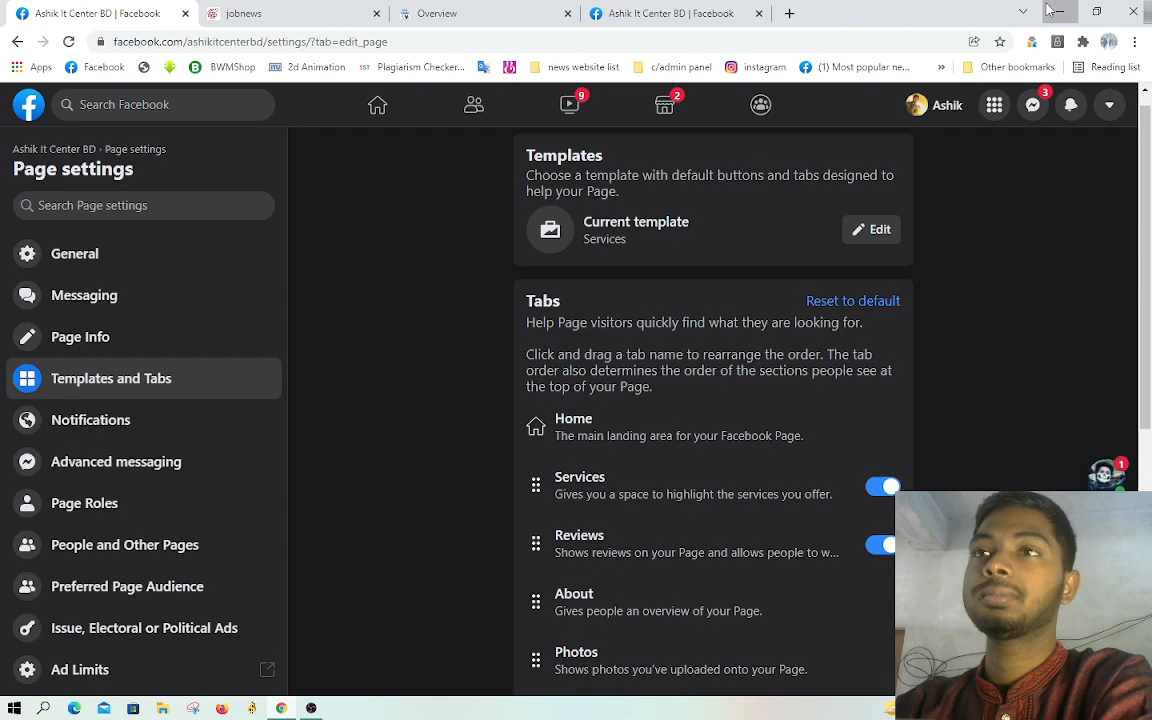 Ashik It Center BD | Facebook
jobnews
Overview
Ashik It Center BD | Facebook
facebook.com/ashikitcenterbd/settings/?tab=edit_page
Apps
Facebook
BWMShop
2d Animation
SST
Plagiarism Checker...
news website list
c/admin panel
instagram
(1) Most popular ne...
»
Other bookmarks
Reading list
Search Facebook
9
2
Ashik
3
Ashik It Center BD › Page settings
Page settings
Search Page settings
General
Messaging
Page Info
Templates and Tabs
Notifications
Advanced messaging
Page Roles
People and Other Pages
Preferred Page Audience
Issue, Electoral or Political Ads
Ad Limits
Templates
Choose a template with default buttons and tabs designed to
help your Page.
Current template
Services
Edit
Tabs
Reset to default
Help Page visitors quickly find what they are looking for.
Click and drag a tab name to rearrange the order. The tab
order also determines the order of the sections people see at
the top of your Page.
Home
The main landing area for your Facebook Page.
Services
Gives you a space to highlight the services you offer.
Reviews
Shows reviews on your Page and allows people to w...
About
Gives people an overview of your Page.
Photos
Shows photos you've uploaded onto your Page.
1